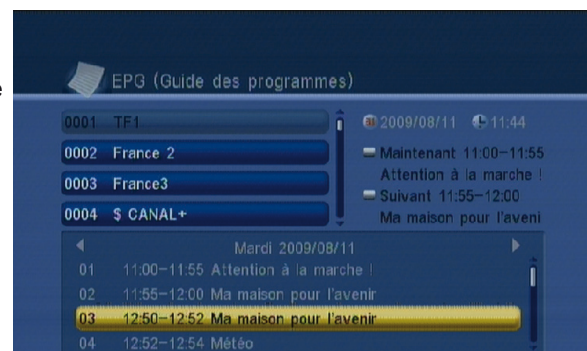 EPG (Guide des programmes)
0001 TF1
0002 France 2
0003 France3
0004 $ CANAL+
2009/08/11 11:44
Maintenant 11:00-11:55
Attention à la marche !
Suivant 11:55-12:00
Ma maison pour l'aveni
Mardi 2009/08/11
01 11:00-11:55 Attention à la marche !
02 11:55-12:00 Ma maison pour l'avenir
03 12:50-12:52 Ma maison pour l'avenir
04 12:52-12:54 Météo